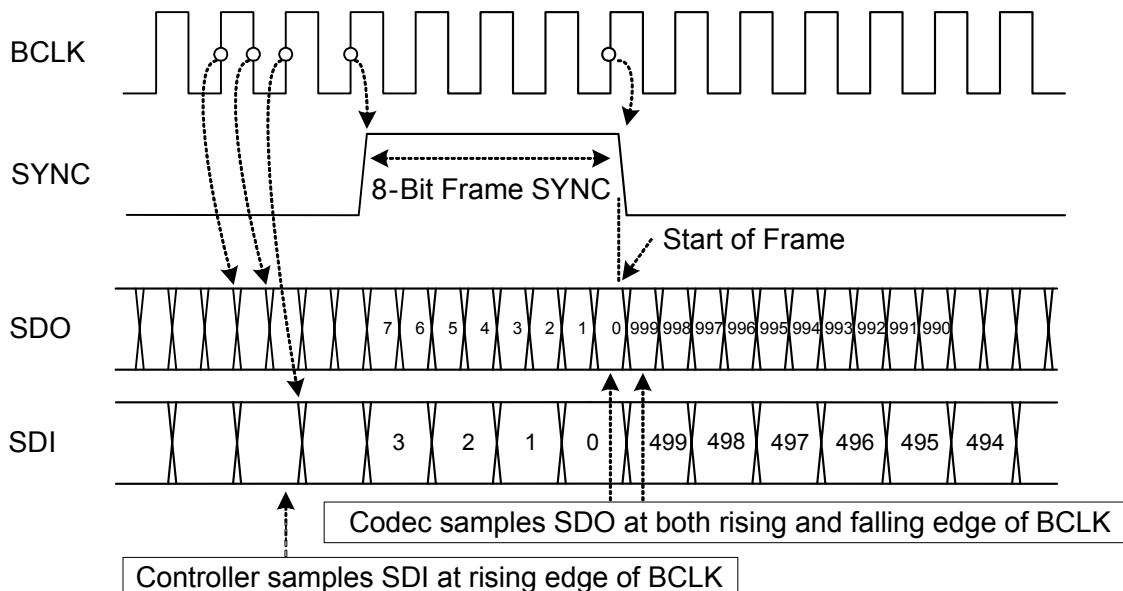 BCLK
SYNC
8-Bit Frame SYNC
Start of Frame
SDO
7 6 5 4 3 2 1 0 999 998 997 996 995 994 993 992 991 990
SDI
3 2 1 0 499 498 497 496 495 494
Codec samples SDO at both rising and falling edge of BCLK
Controller samples SDI at rising edge of BCLK